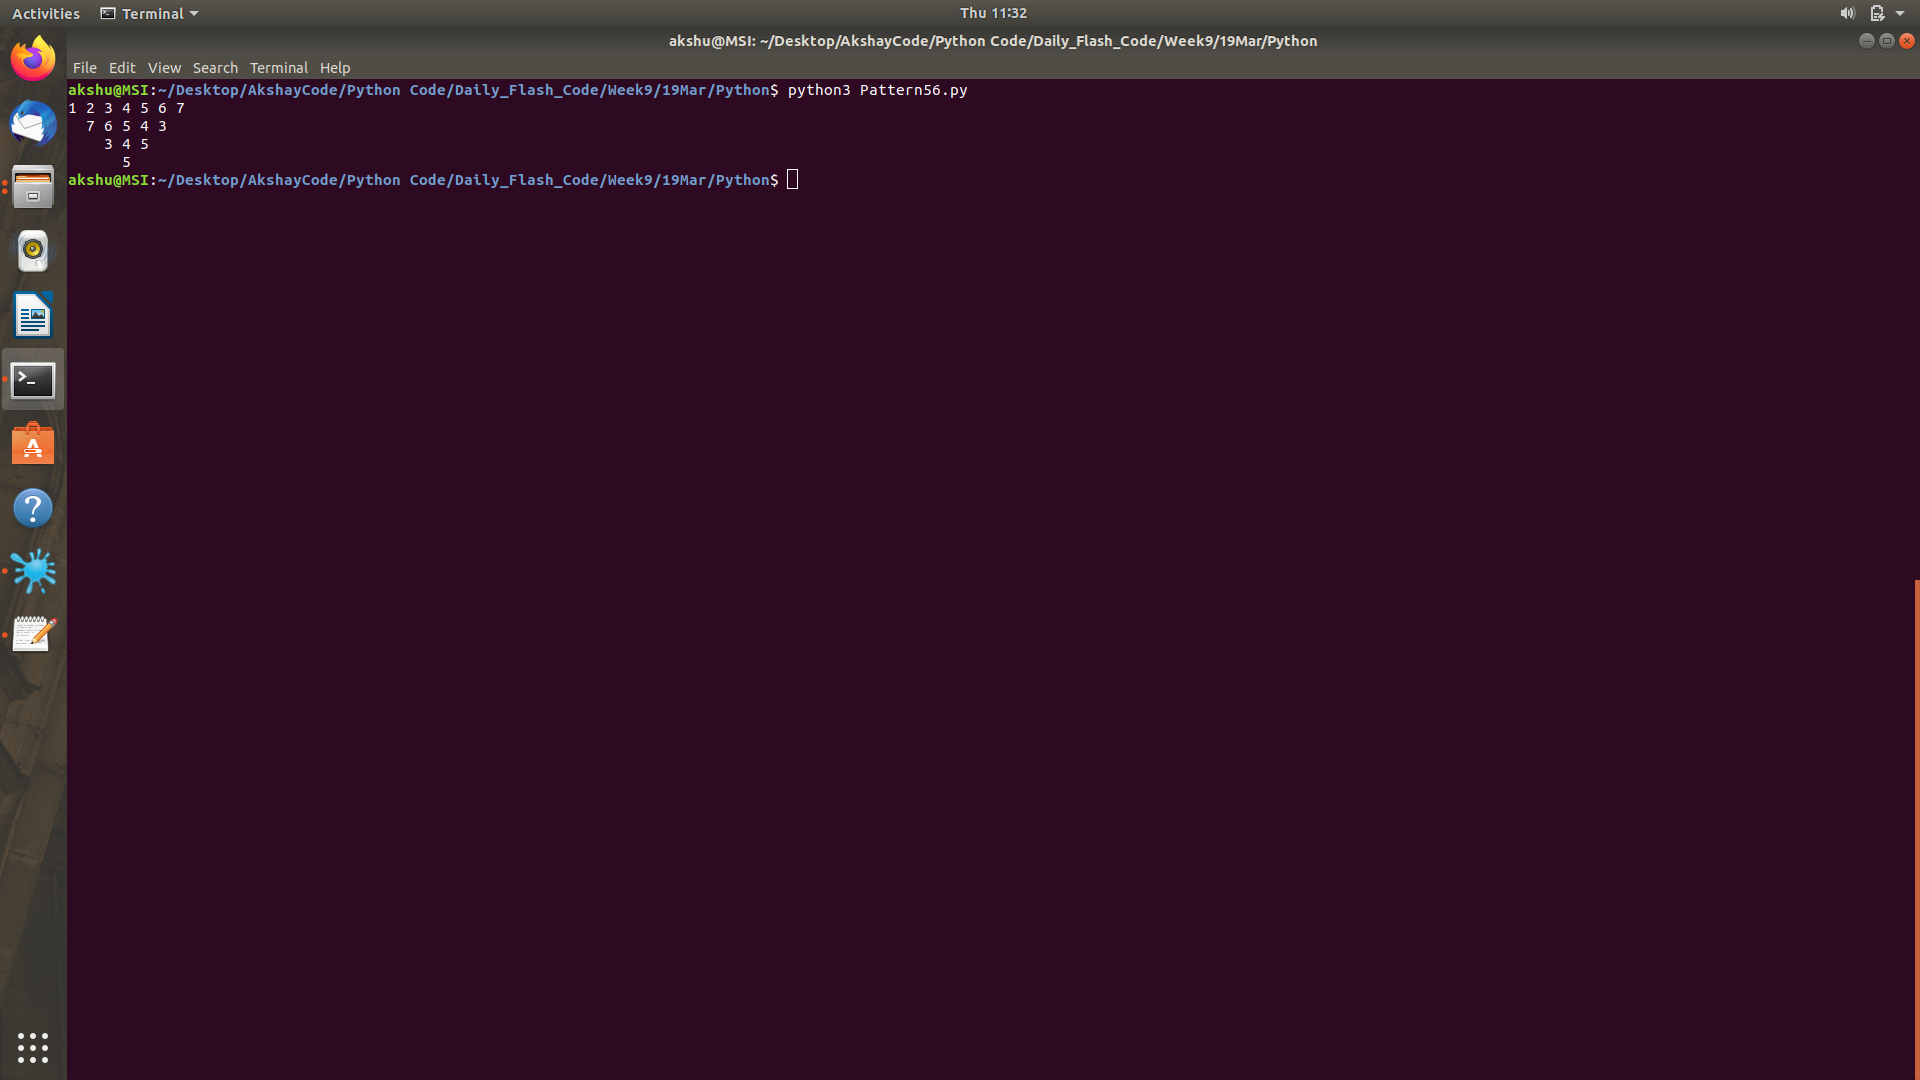 Activities Terminal Thu 11:32
akshu@MSI: ~/Desktop/AkshayCode/Python Code/Daily_Flash_Code/Week9/19Mar/Python
File Edit View Search Terminal Help
akshu@MSI:~/Desktop/AkshayCode/Python Code/Daily_Flash_Code/Week9/19Mar/Python$ python3 Pattern56.py
1 2 3 4 5 6 7
  7 6 5 4 3
    3 4 5
      5
akshu@MSI:~/Desktop/AkshayCode/Python Code/Daily_Flash_Code/Week9/19Mar/Python$